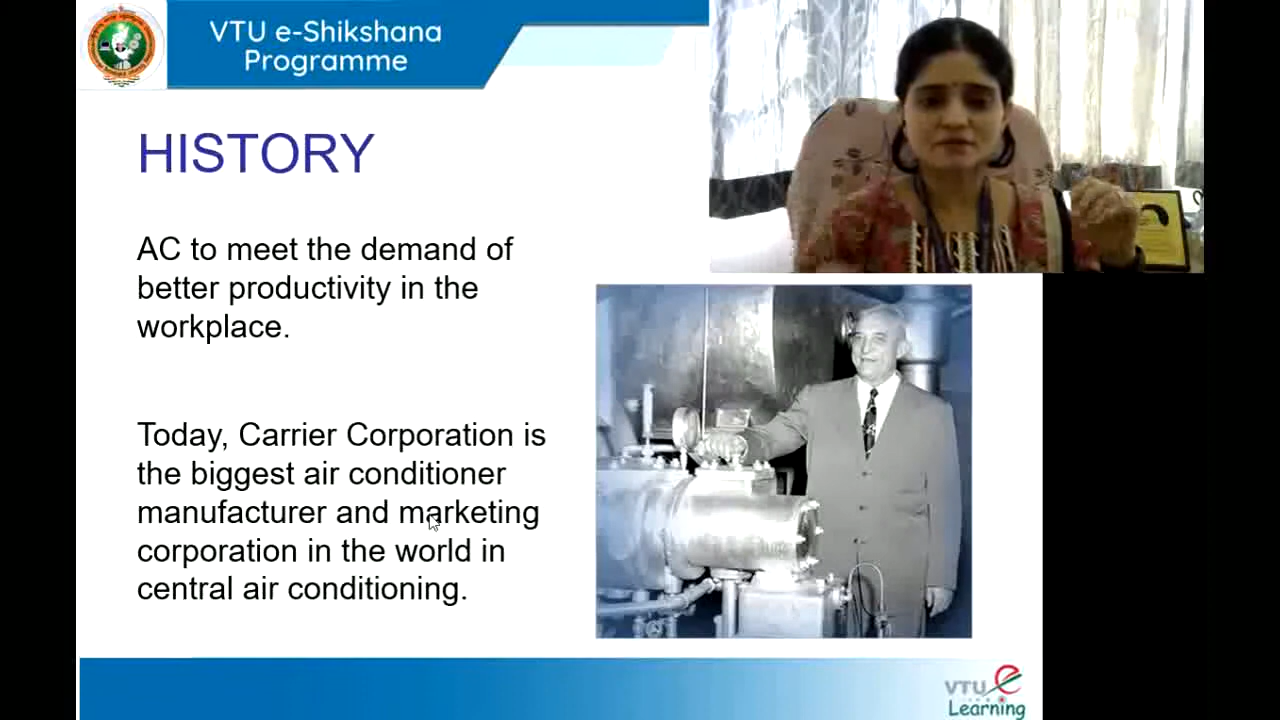 VTU e-Shikshana
Programme
HISTORY
AC to meet the demand of
better productivity in the
workplace.
Today, Carrier Corporation is
the biggest air conditioner
manufacturer and marketing
corporation in the world in
central air conditioning.
VTU e
Learning